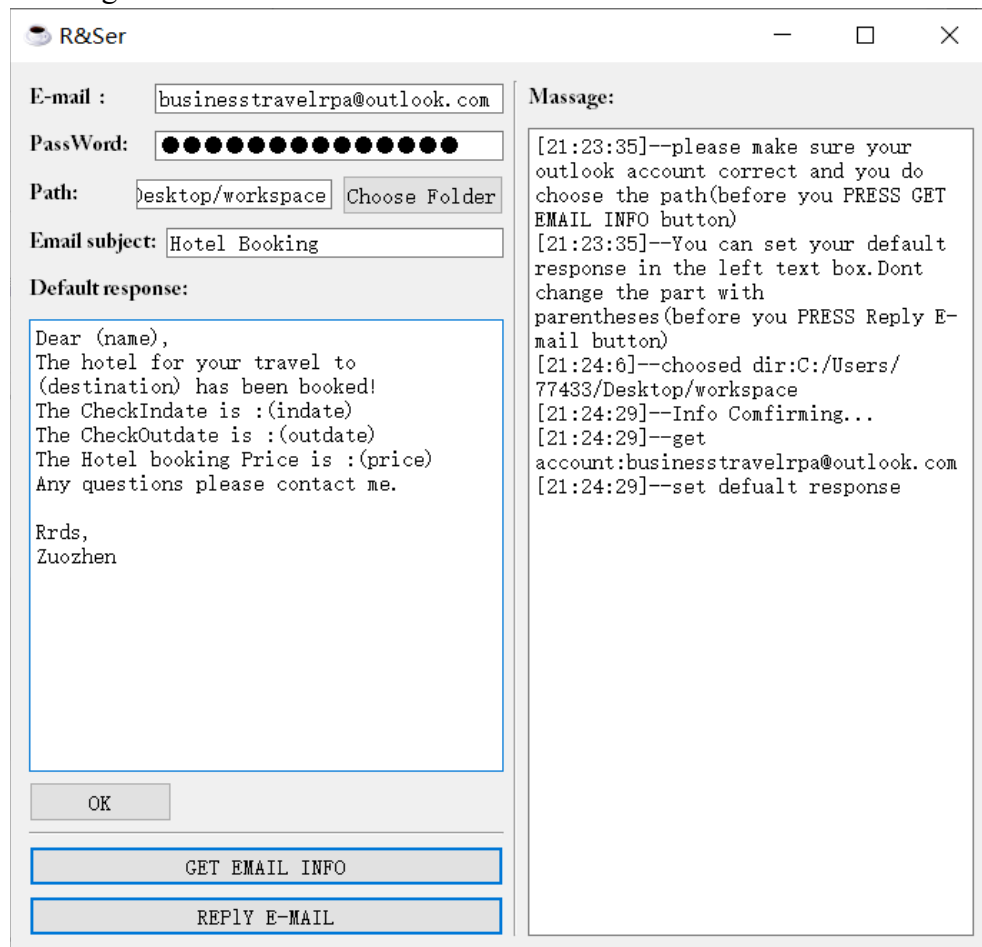 R&Ser
E-mail :
businesstravelrpa@outlook.com
PassWord:
Path:
Desktop/workspace
Choose Folder
Email subject:
Hotel Booking
Default response:
Dear (name),
The hotel for your travel to
(destination) has been booked!
The CheckIndate is :(indate)
The CheckOutdate is :(outdate)
The Hotel booking Price is :(price)
Any questions please contact me.
Rrds,
Zuozhen
OK
GET EMAIL INFO
REPlY E-MAIL
Massage:
[21:23:35]--please make sure your
outlook account correct and you do
choose the path(before you PRESS GET
EMAIL INFO button)
[21:23:35]--You can set your default
response in the left text box.Dont
change the part with
parentheses(before you PRESS Reply E-
mail button)
[21:24:6]--choosed dir:C:/Users/
77433/Desktop/workspace
[21:24:29]--Info Comfirming...
[21:24:29]--get
account:businesstravelrpa@outlook.com
[21:24:29]--set defualt response